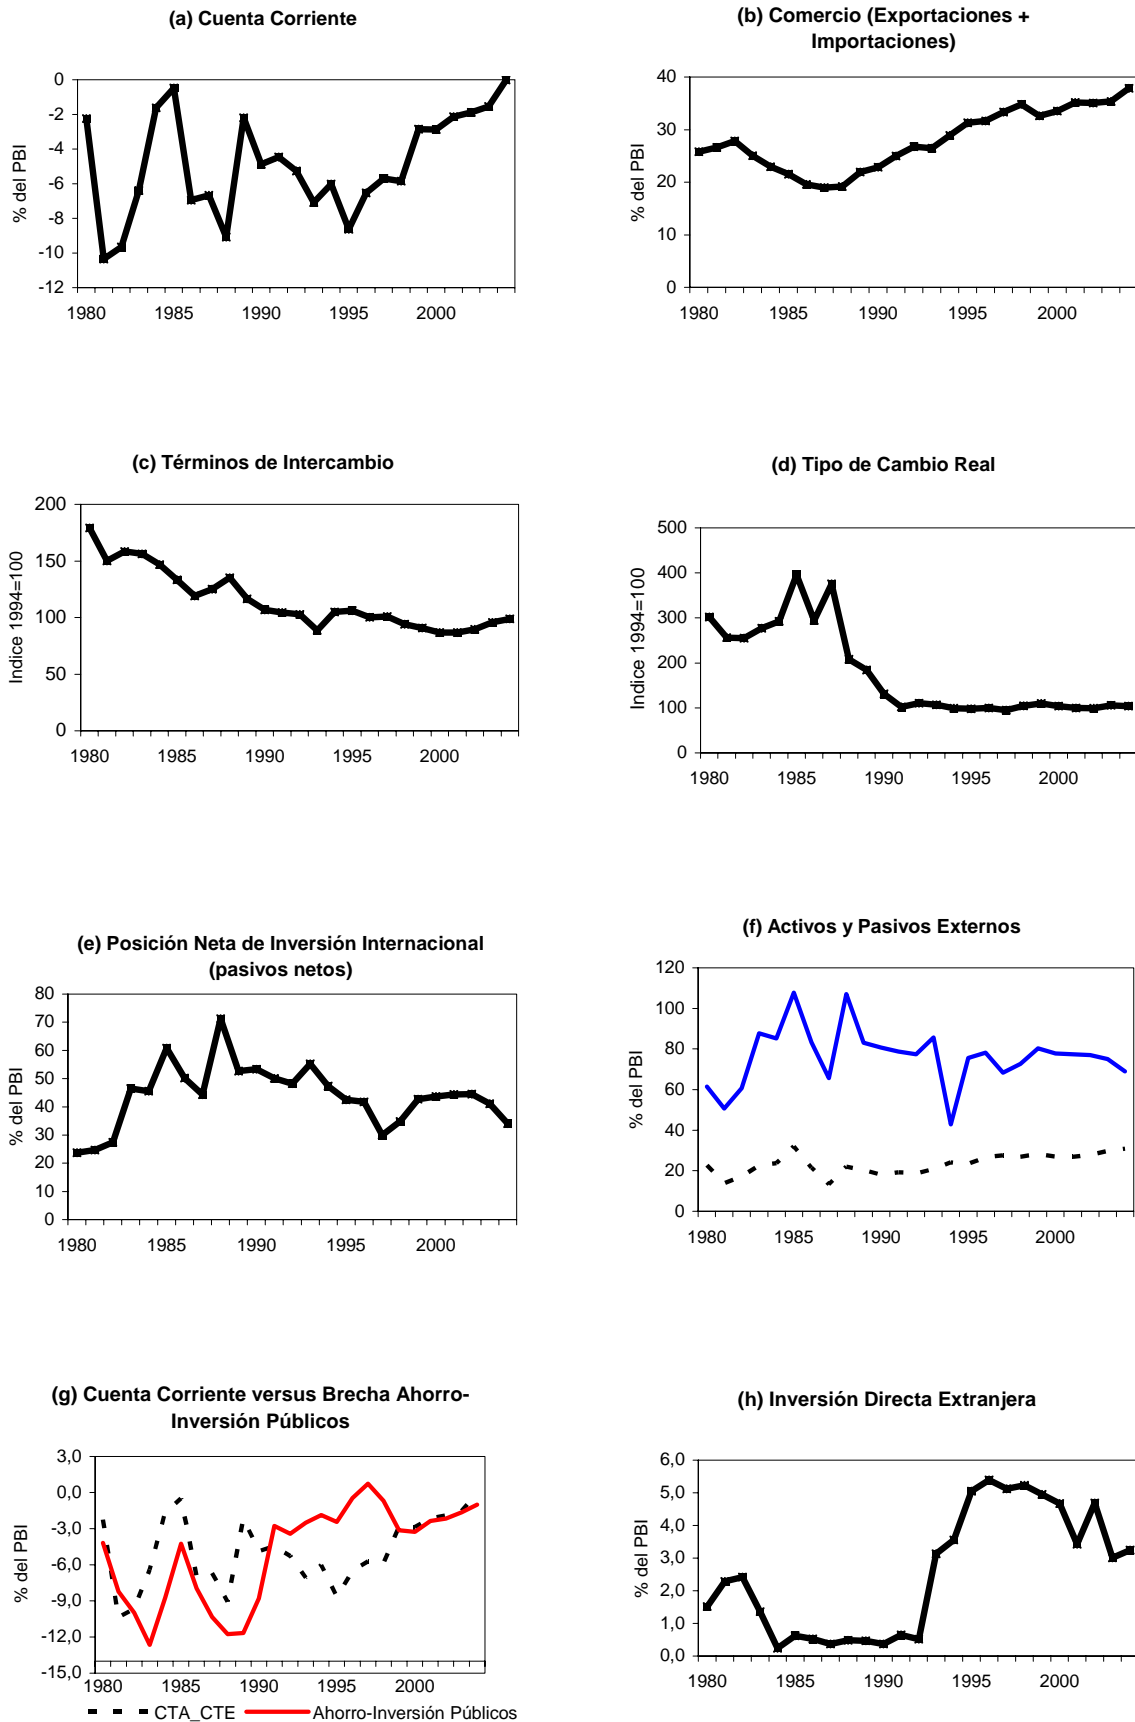 (a) Cuenta Corriente
% del PBI
0
-2
-4
-6
-8
-10
-12
1980 1985 1990 1995 2000
(b) Comercio (Exportaciones +
Importaciones)
% del PBI
40
30
20
10
0
1980 1985 1990 1995 2000
(c) Términos de Intercambio
Indice 1994=100
200
150
100
50
0
1980 1985 1990 1995 2000
(d) Tipo de Cambio Real
Indice 1994=100
500
400
300
200
100
0
1980 1985 1990 1995 2000
(e) Posición Neta de Inversión Internacional
(pasivos netos)
% del PBI
80
70
60
50
40
30
20
10
0
1980 1985 1990 1995 2000
(f) Activos y Pasivos Externos
% del PBI
120
100
80
60
40
20
0
1980 1985 1990 1995 2000
(g) Cuenta Corriente versus Brecha Ahorro-
Inversión Públicos
% del PBI
3,0
0,0
-3,0
-6,0
-9,0
-12,0
-15,0
1980 1985 1990 1995 2000
CTA_CTE Ahorro-Inversión Públicos
(h) Inversión Directa Extranjera
% del PBI
6,0
5,0
4,0
3,0
2,0
1,0
0,0
1980 1985 1990 1995 2000